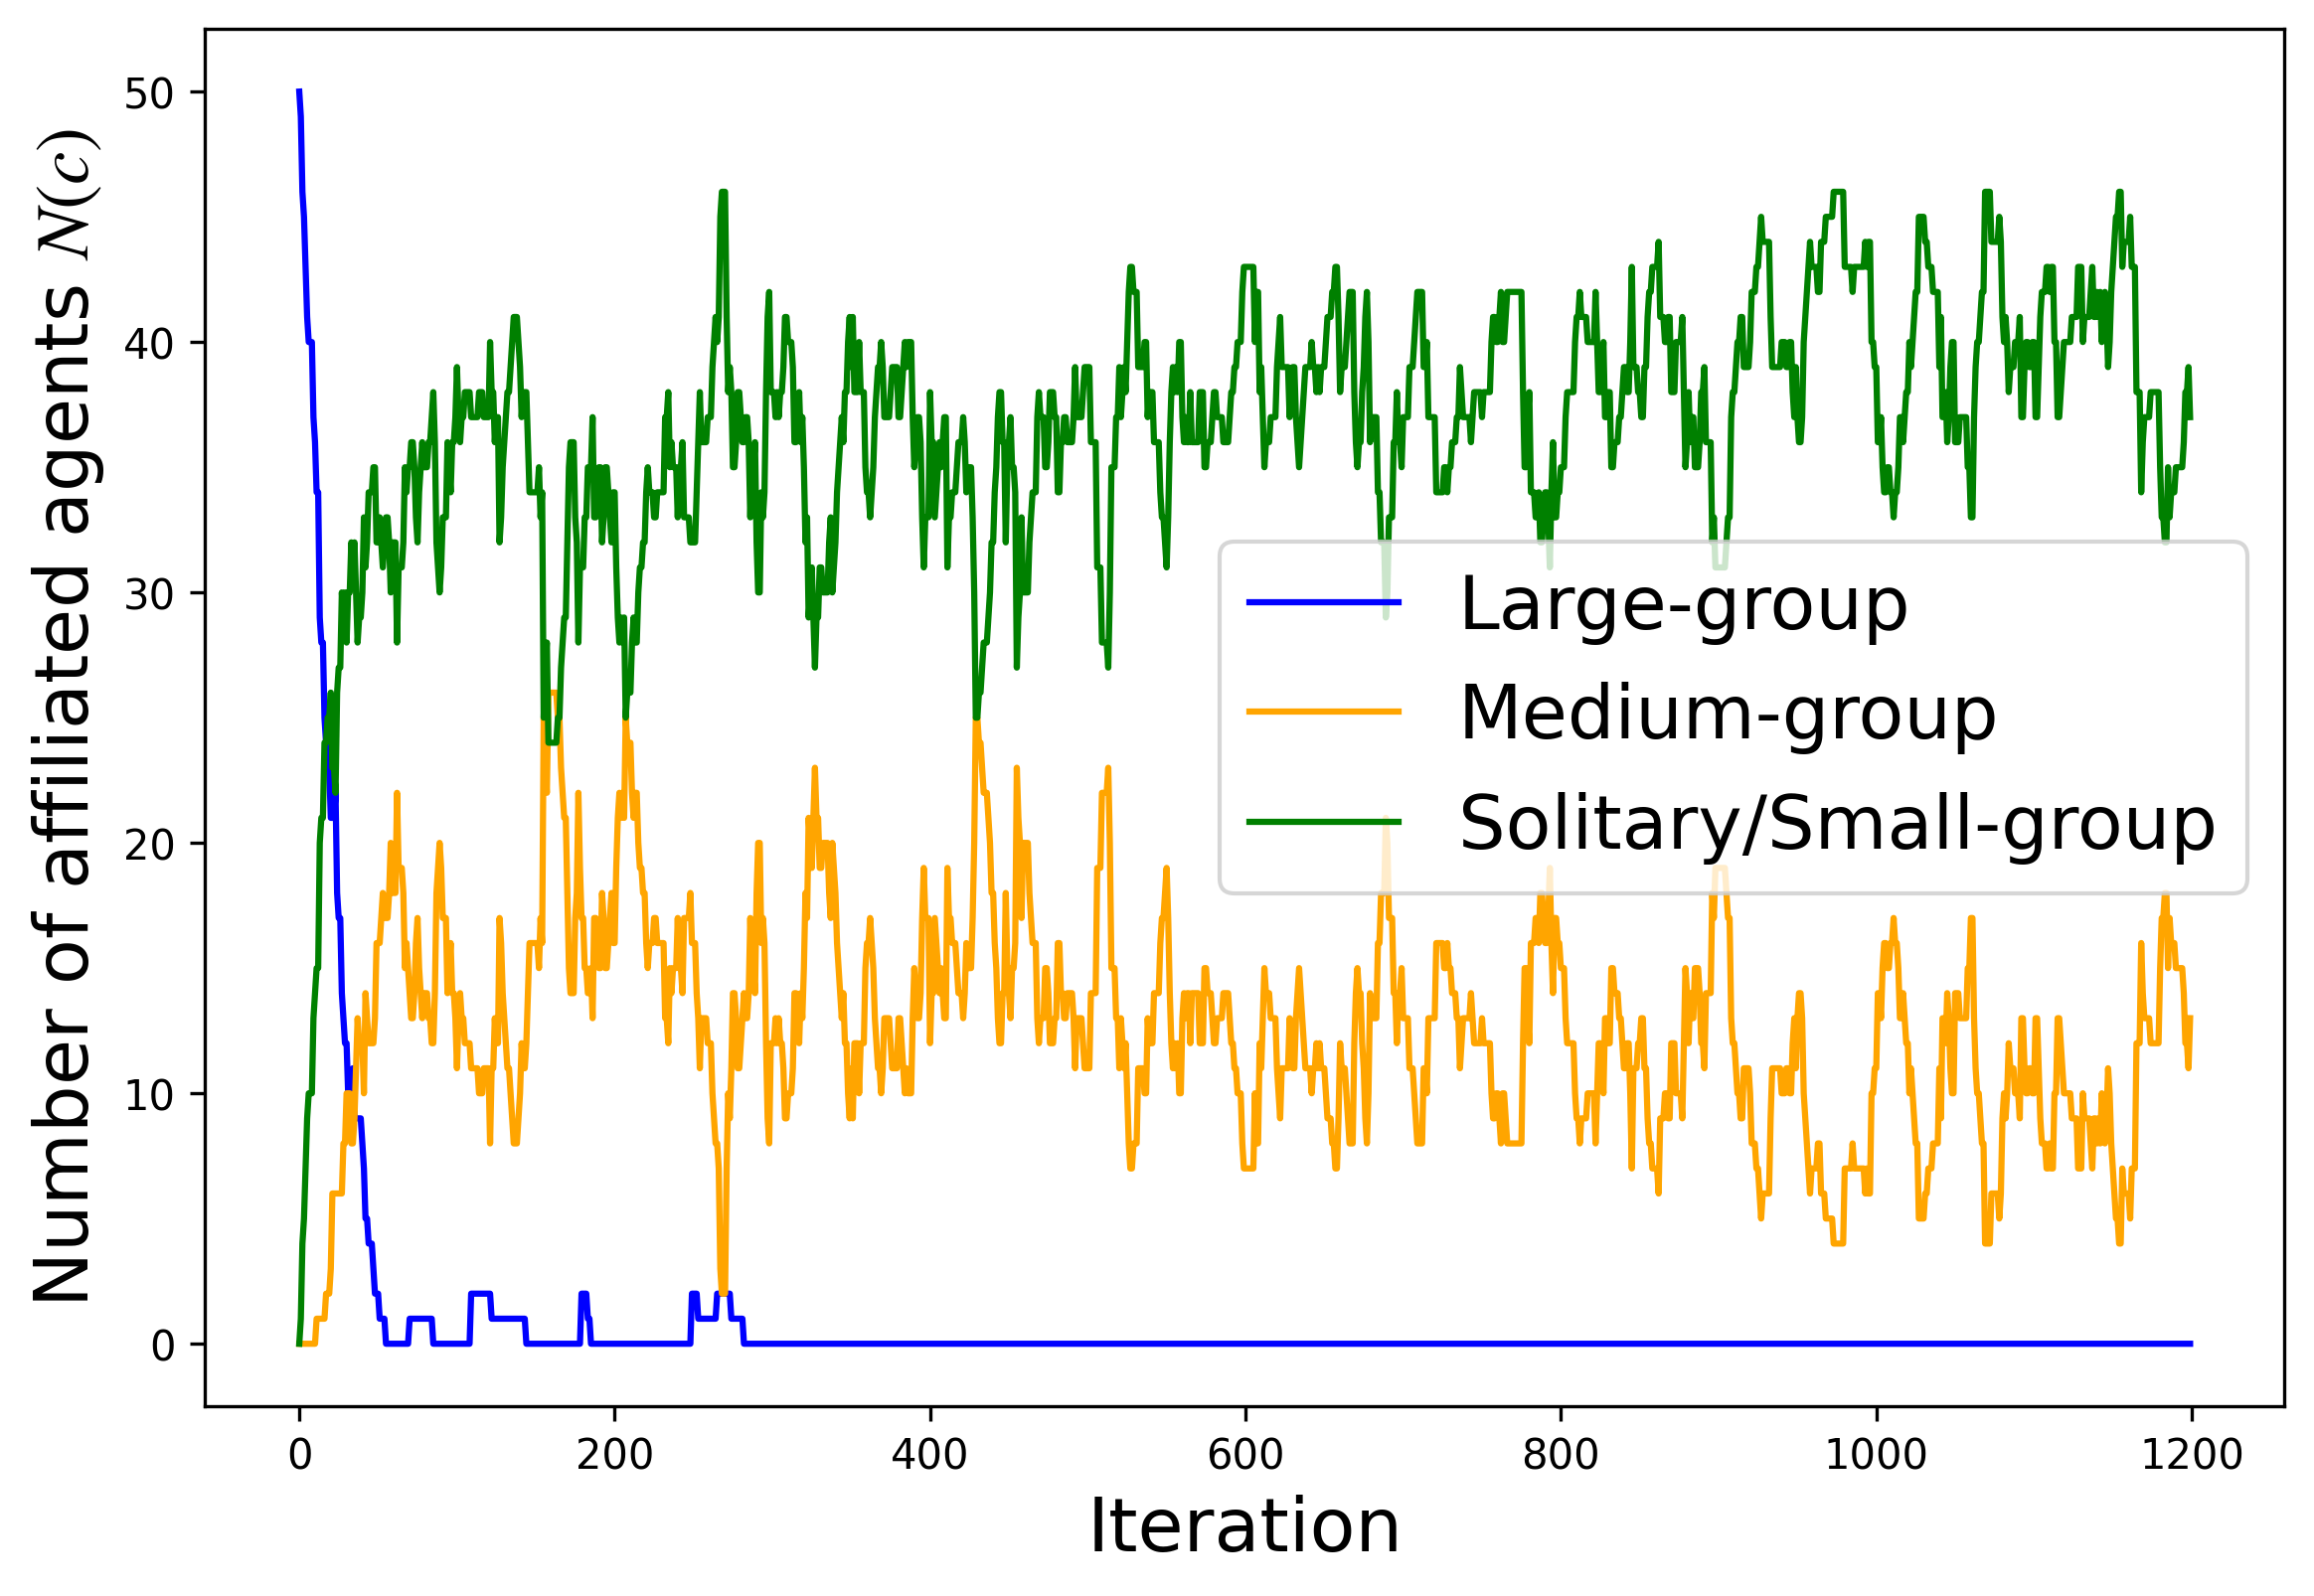 Number of affiliated agents N(c)
50
40
30
20
10
0
Large-group
Medium-group
Solitary/Small-group
0 200 400 600 800 1000 1200
Iteration